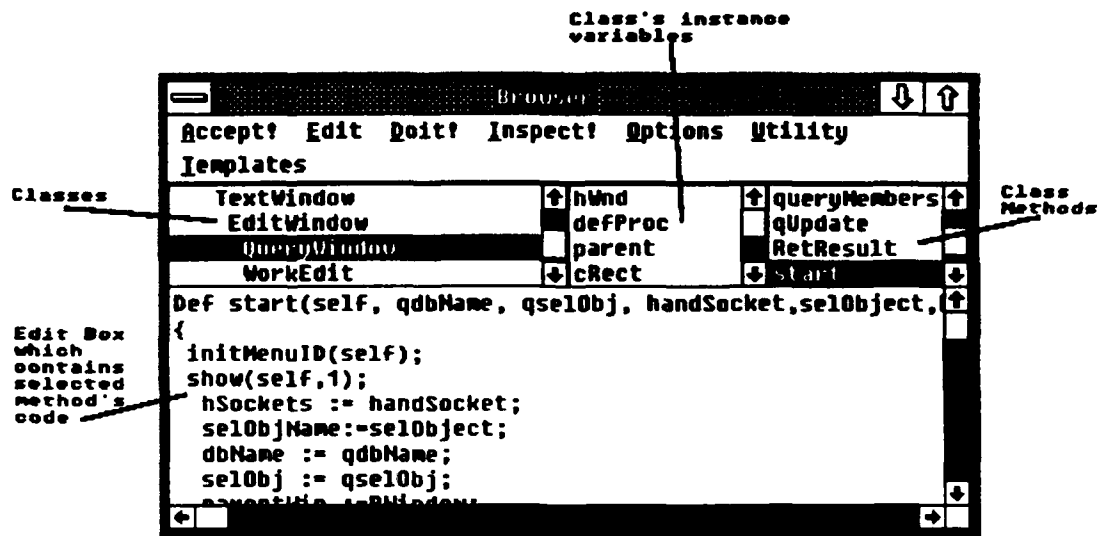 Class's instance
variables
Browser
Accept! Edit Doit! Inspect! Options Utility
Templates
Classes
TextWindow
EditWindow
QueryWindow
WorkEdit
hWnd
defProc
parent
cRect
queryMembers
qUpdate
RetResult
start
Class
Methods
Def start(self, qdbName, qselObj, handSocket,selObject,
{
initMenuID(self);
show(self,1);
hSockets := handSocket;
selObjName:=selObject;
dbName := qdbName;
selObj := qselObj;
Edit Box
which
contains
selected
method's
code